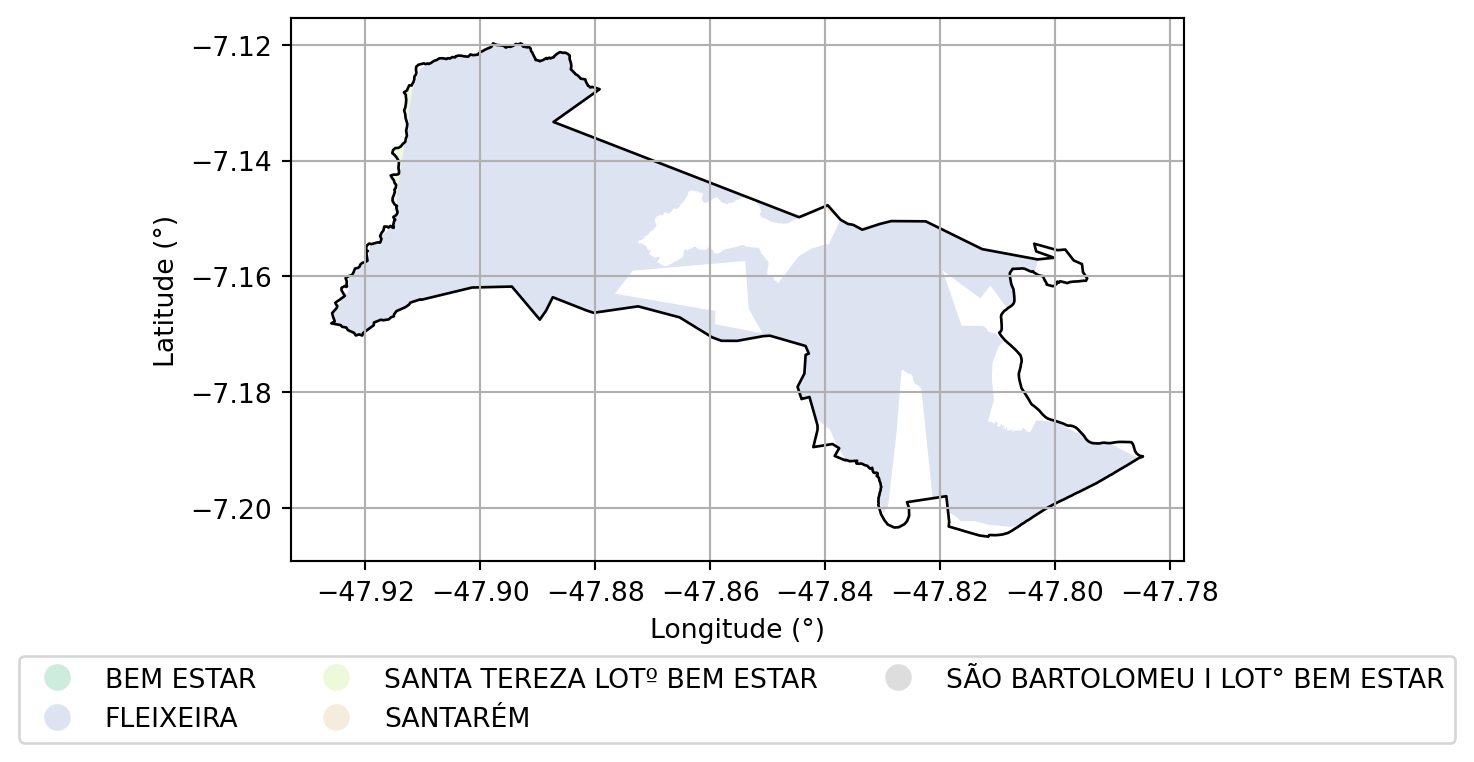 −7.12
−7.14
−7.16
−7.18
−7.20
Latitude (°)
−47.92 −47.90 −47.88 −47.86 −47.84 −47.82 −47.80 −47.78
Longitude (°)
BEM ESTAR SANTA TEREZA LOTº BEM ESTAR SÃO BARTOLOMEU I LOT° BEM ESTAR
FLEIXEIRA SANTARÉM